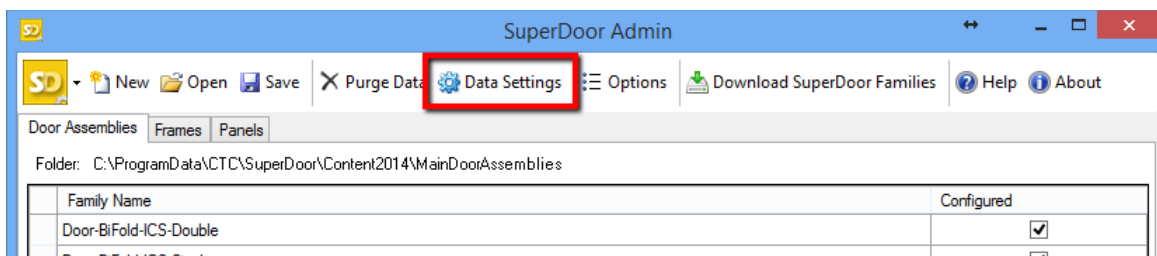 SD SuperDoor Admin
SD New Open Save Purge Data Data Settings Options Download SuperDoor Families Help About
Door Assemblies Frames Panels
Folder: C:\ProgramData\CTC\SuperDoor\Content2014\MainDoorAssemblies
Family Name Configured
Door-BiFold-ICS-Double